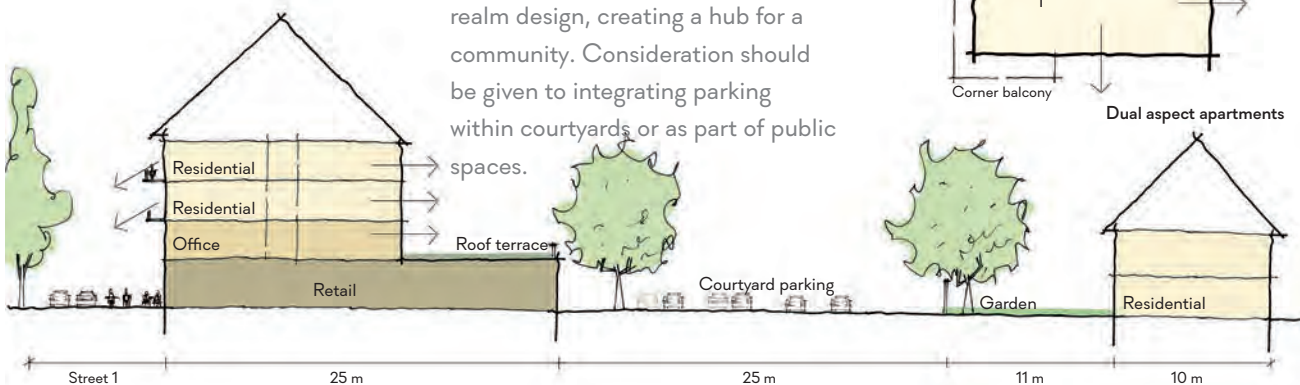 realm design, creating a hub for a
community. Consideration should
be given to integrating parking
within courtyards or as part of public
spaces.
Corner balcony
Dual aspect apartments
Residential
Residential
Office
Roof terrace
Retail
Courtyard parking
Garden
Residential
Street 1
25 m
25 m
11 m
10 m